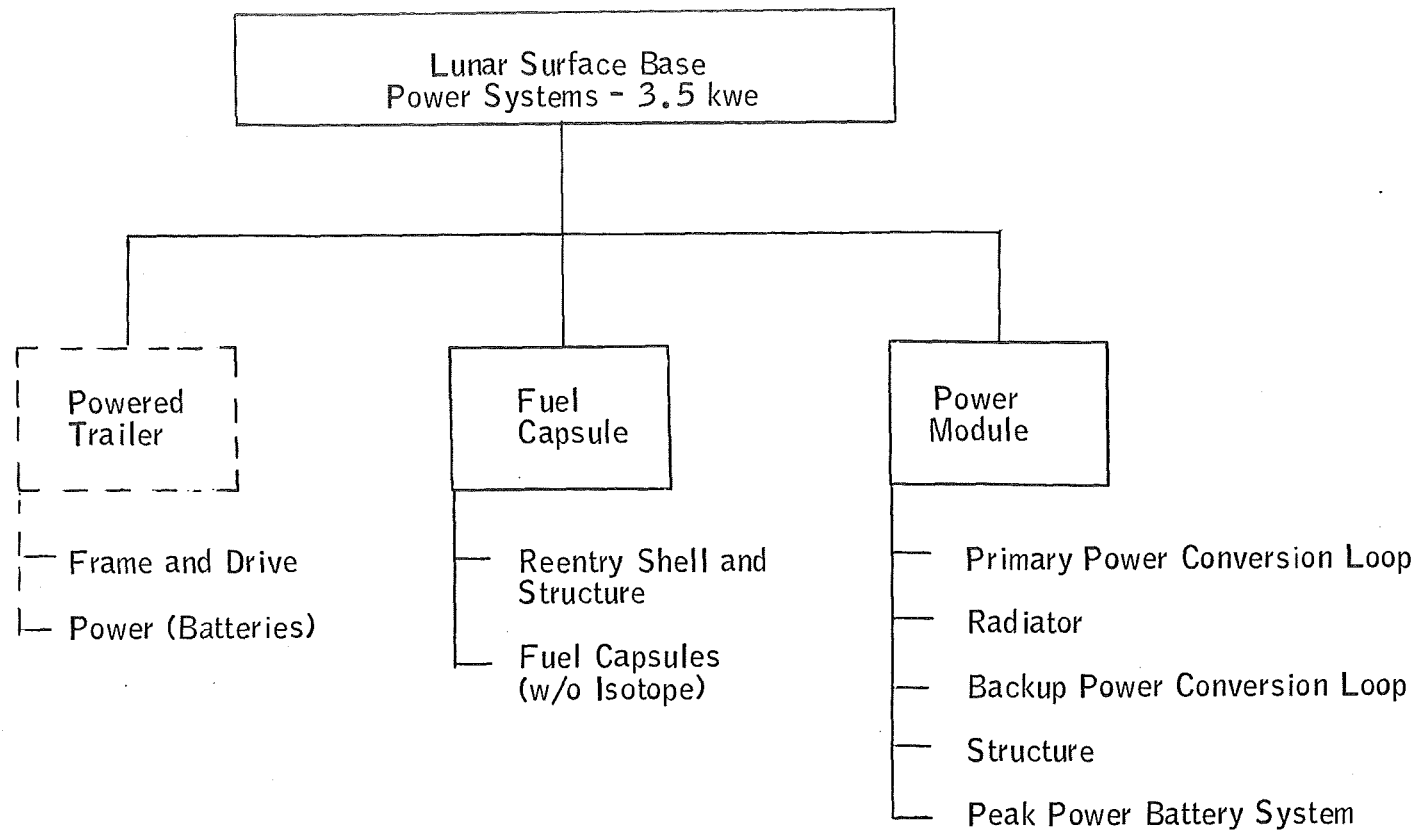 Lunar Surface Base
Power Systems - 3.5 kwe
Powered
Trailer
Frame and Drive
Power (Batteries)
Fuel
Capsule
Reentry Shell and
Structure
Fuel Capsules
(w/o Isotope)
Power
Module
Primary Power Conversion Loop
Radiator
Backup Power Conversion Loop
Structure
Peak Power Battery System